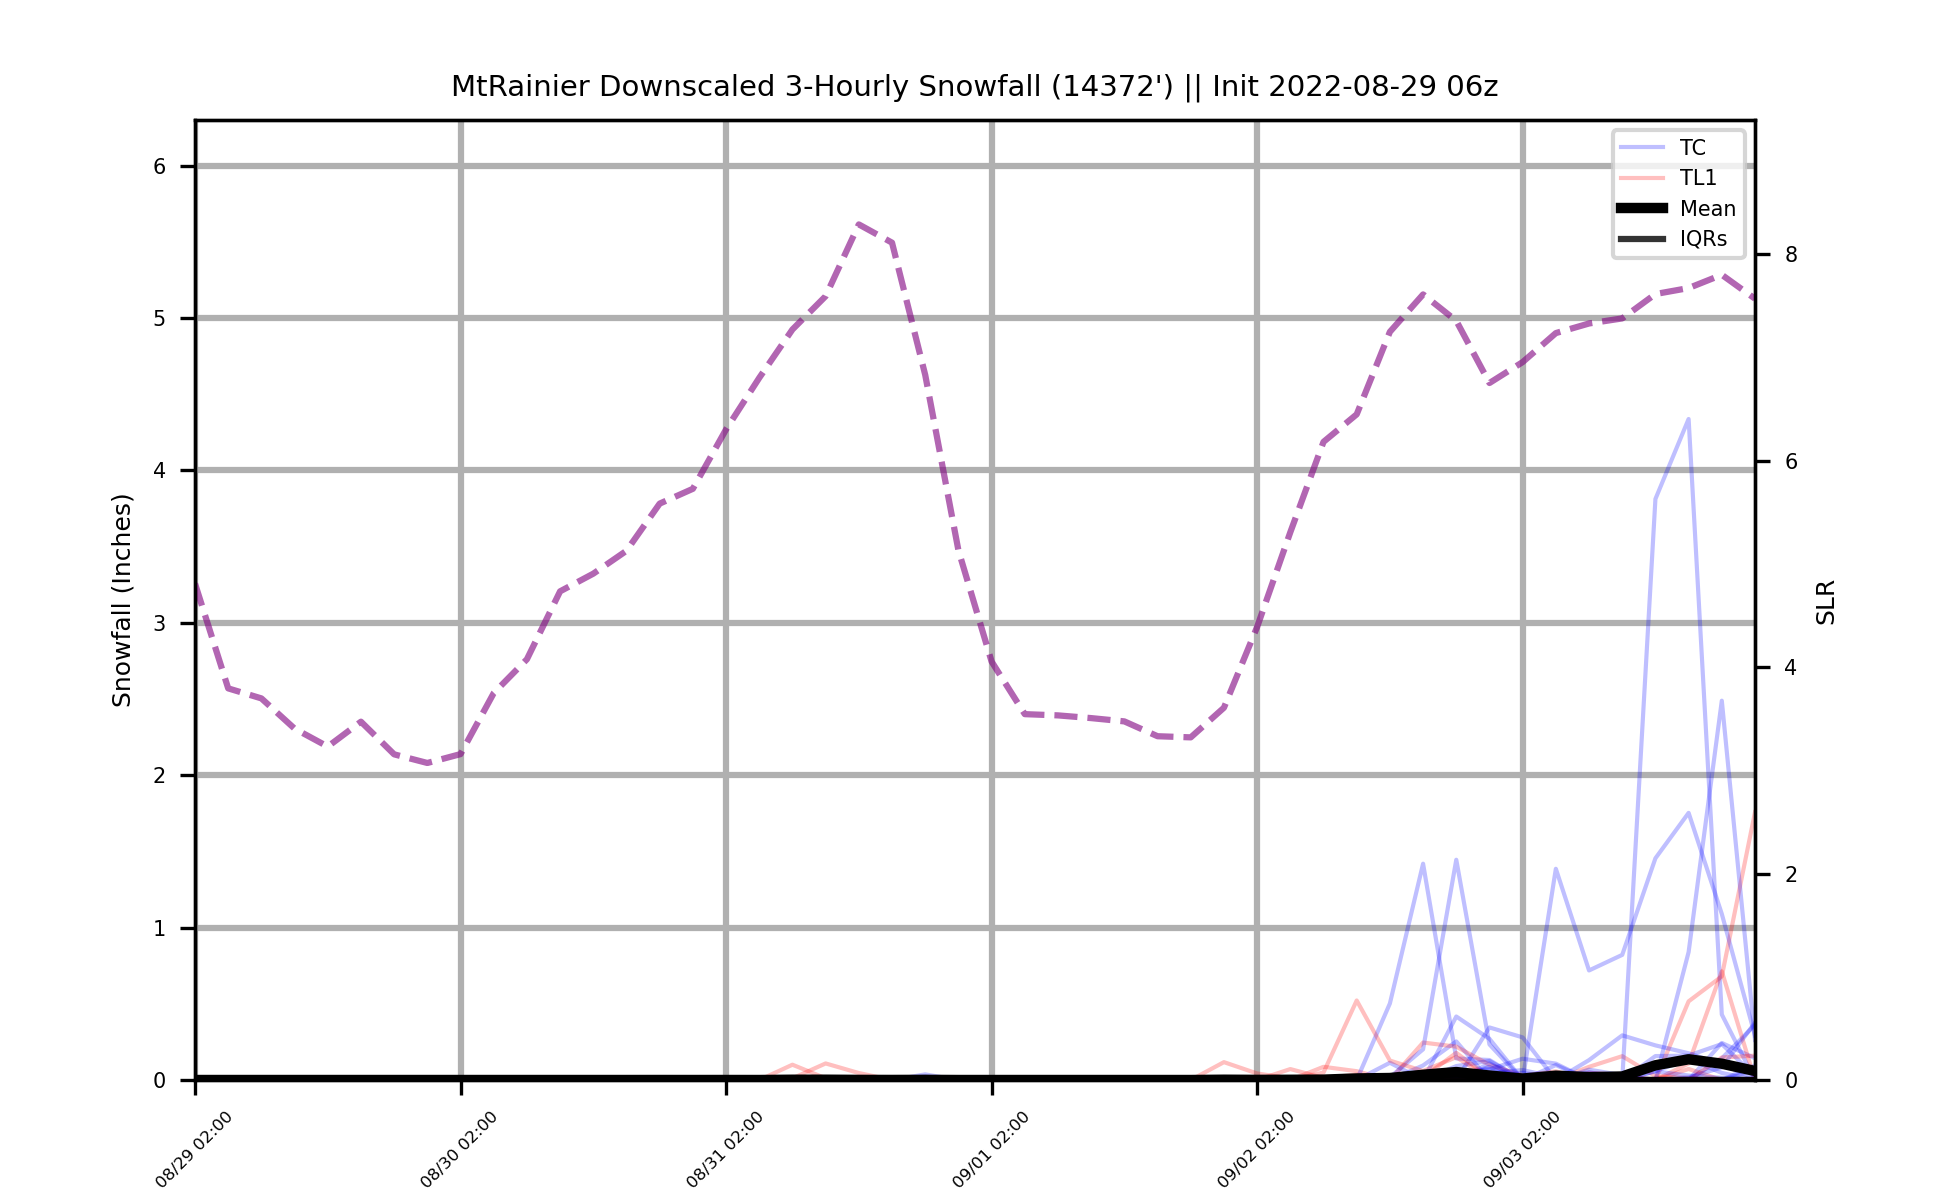 MtRainier Downscaled 3-Hourly Snowfall (14372') || Init 2022-08-29 06z
TC
TL1
Mean
IQRs
Snowfall (Inches)
6
5
4
3
2
1
0
SLR
8
6
4
2
0
08/29 02:00
08/30 02:00
08/31 02:00
09/01 02:00
09/02 02:00
09/03 02:00